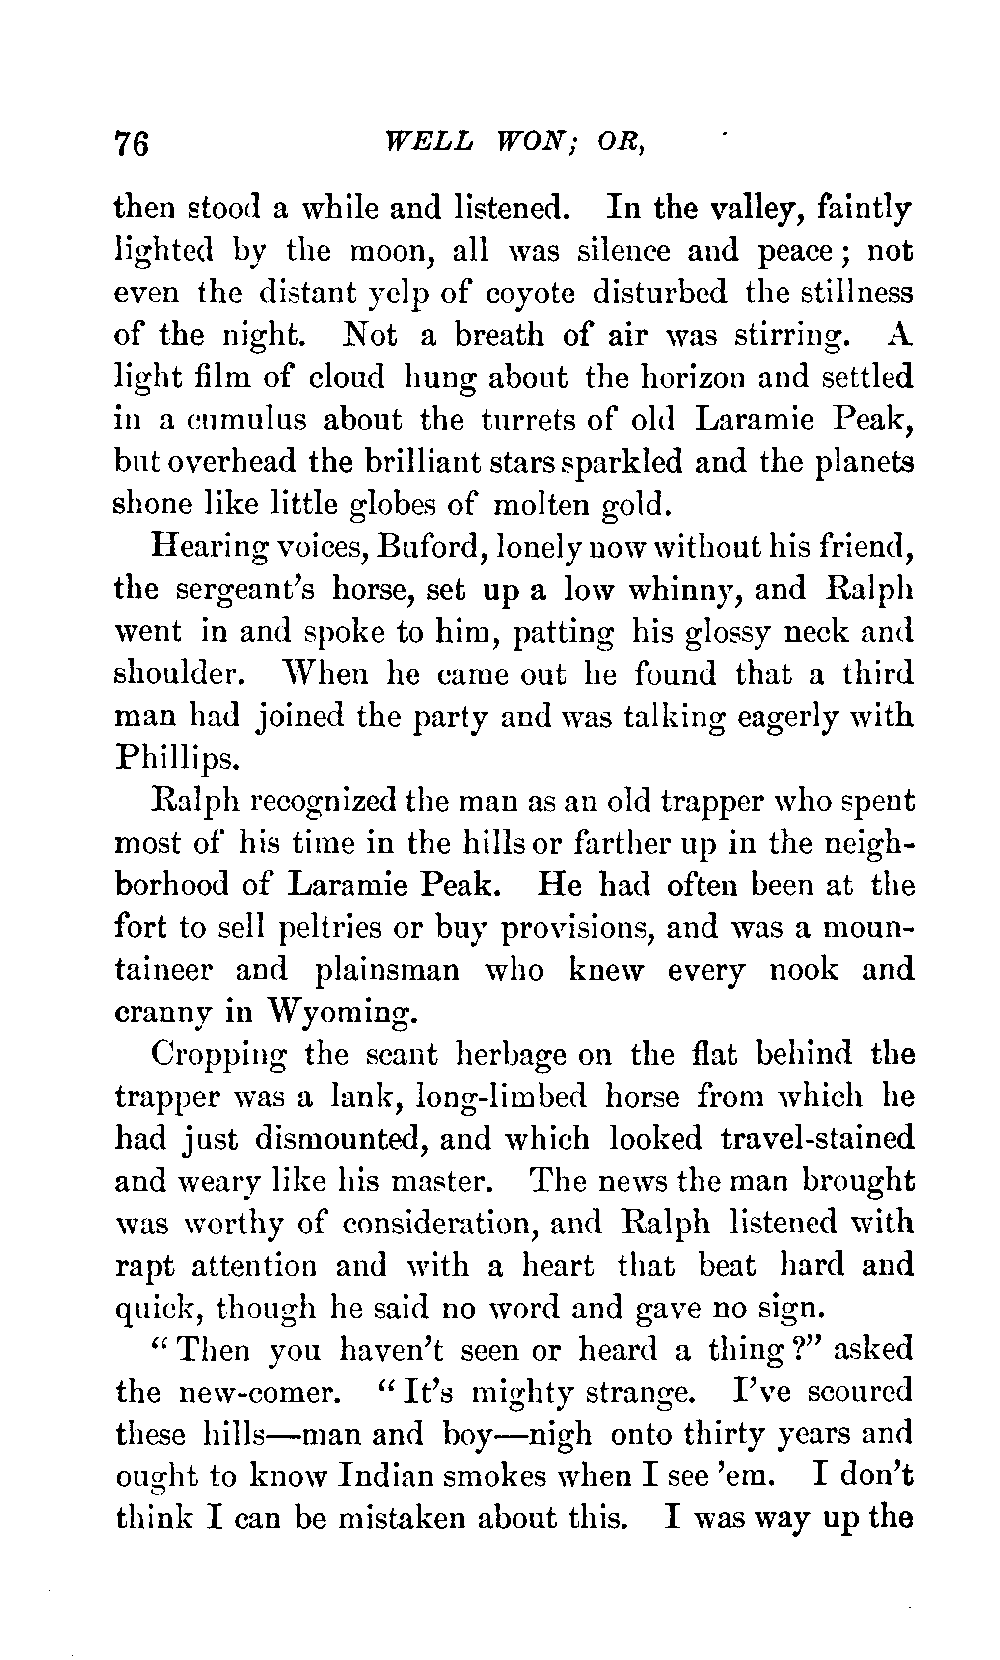 76 WELL WON; OR,
then stood a while and listened. In the valley, faintly
lighted by the moon, all was silence and peace; not
even the distant yelp of coyote disturbed the stillness
of the night. Not a breath of air was stirring. A
light film of cloud hung about the horizon and settled
in a cumulus about the turrets of old Laramie Peak,
but overhead the brilliant stars sparkled and the planets
shone like little globes of molten gold.
Hearing voices, Buford, lonely now without his friend,
the sergeant's horse, set up a low whinny, and Ralph
went in and spoke to him, patting his glossy neck and
shoulder. When he came out he found that a third
man had joined the party and was talking eagerly with
Phillips.
Ralph recognized the man as an old trapper who spent
most of his time in the hills or farther up in the neigh-
borhood of Laramie Peak. He had often been at the
fort to sell peltries or buy provisions, and was a moun-
taineer and plainsman who knew every nook and
cranny in Wyoming.
Cropping the scant herbage on the flat behind the
trapper was a lank, long-limbed horse from which he
had just dismounted, and which looked travel-stained
and weary like his master. The news the man brought
was worthy of consideration, and Ralph listened with
rapt attention and with a heart that beat hard and
quick, though he said no word and gave no sign.
"Then you haven't seen or heard a thing?" asked
the new-comer. "It's mighty strange. I've scoured
these hills—man and boy—nigh onto thirty years and
ought to know Indian smokes when I see 'em. I don't
think I can be mistaken about this. I was way up the